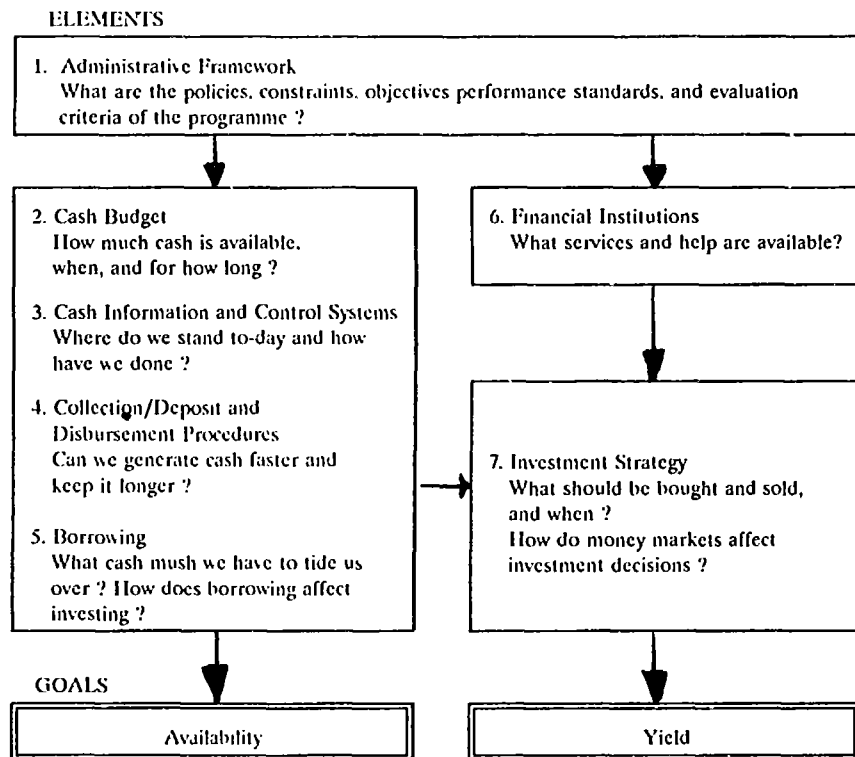 ELEMENTS
1. Administrative Framework
What are the policies, constraints, objectives performance standards, and evaluation
criteria of the programme ?
2. Cash Budget
How much cash is available,
when, and for how long ?
3. Cash Information and Control Systems
Where do we stand to-day and how
have we done ?
4. Collection/Deposit and
Disbursement Procedures
Can we generate cash faster and
keep it longer ?
5. Borrowing
What cash mush we have to tide us
over ? How does borrowing affect
investing ?
6. Financial Institutions
What services and help are available?
7. Investment Strategy
What should be bought and sold,
and when ?
How do money markets affect
investment decisions ?
GOALS
Availability
Yield